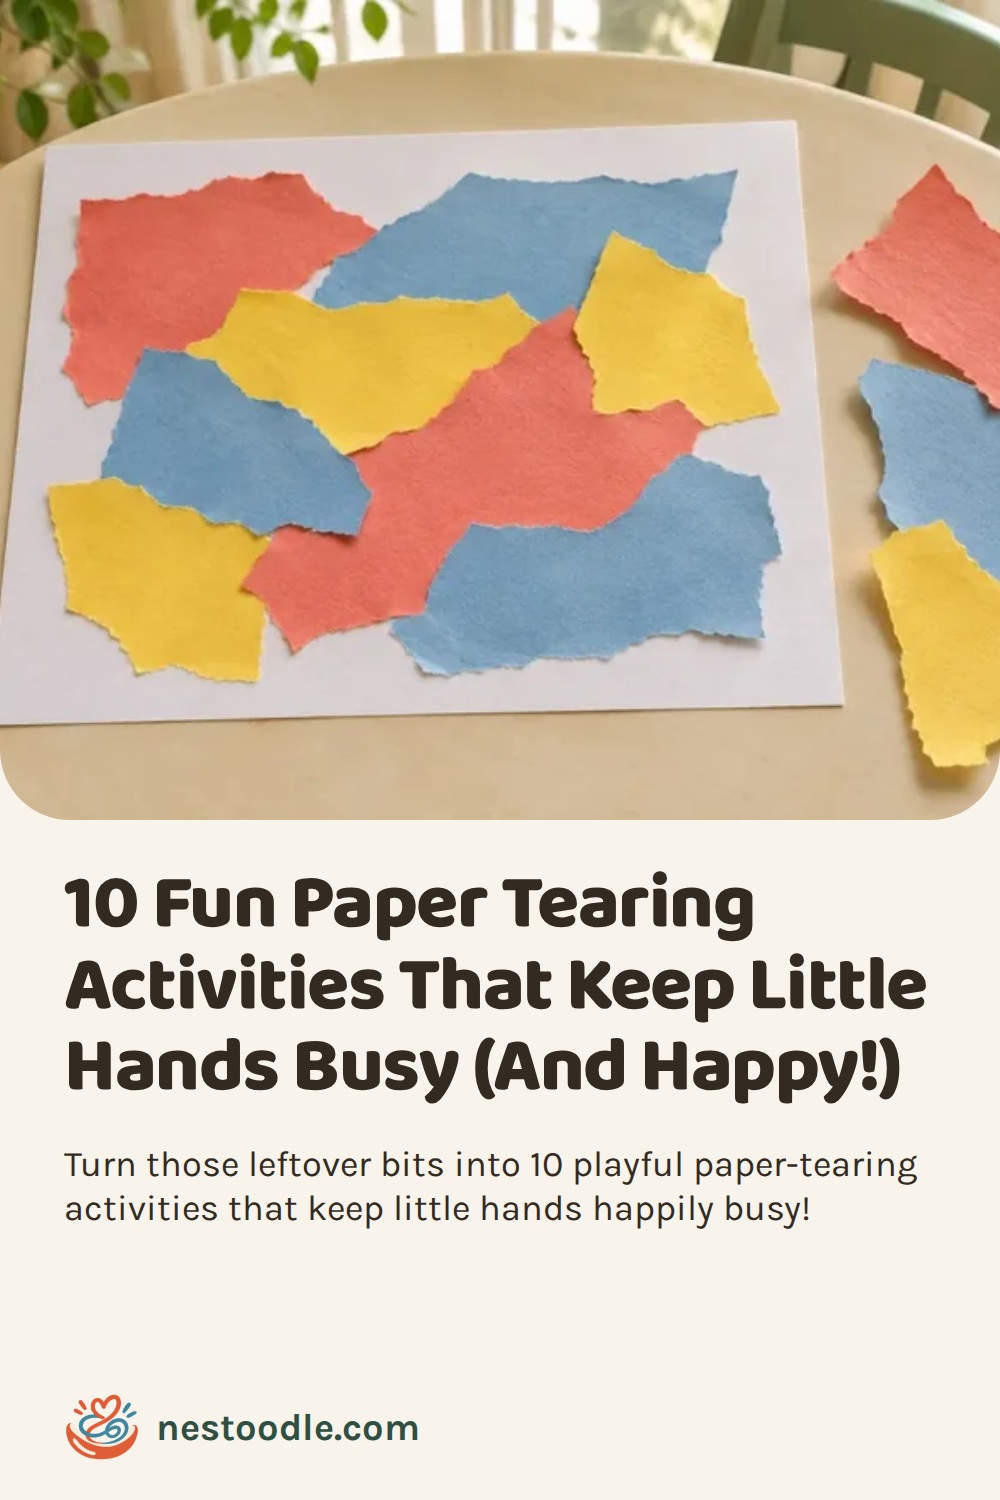 10 Fun Paper Tearing
Activities That Keep Little
Hands Busy (And Happy!)
Turn those leftover bits into 10 playful paper-tearing
activities that keep little hands happily busy!
nestoodle.com